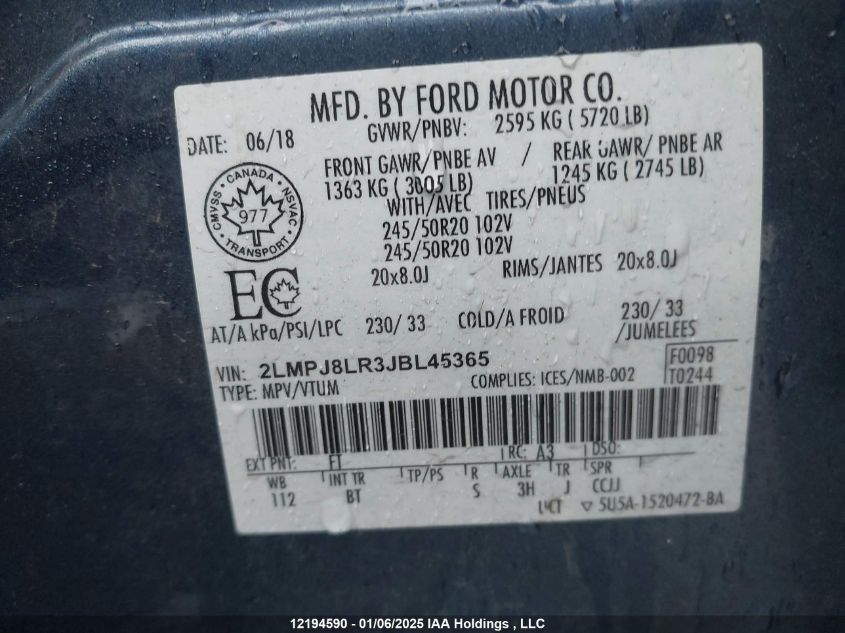 MFD. BY FORD MOTOR CO.
DATE: 06/18
GVWR/PNBV: 2595 KG ( 5720 LB)
FRONT GAWR/PNBE AV / REAR GAWR/ PNBE AR
1363 KG ( 3005 LB) 1245 KG ( 2745 LB)
WITH/AVEC TIRES/PNEUS
245/50R20 102V
245/50R20 102V
20x8.0J RIMS/JANTES 20x8.0J
CMVSS • CANADA • NSVAC
977
TRANSPORT
EC
AT/A kPa/PSI/LPC 230/ 33 COLD/A FROID 230/ 33
/JUMELEES
VIN: 2LMPJ8LR3JBL45365
F0098
TYPE: MPV/VTUM COMPLIES: ICES/NMB-002 T0244
EXT PNT: FT RC: A3 DSO:
WB INT TR TP/PS R AXLE TR SPR
112 BT S 3H J CCJJ
▽ 5U5A-1520472-BA
12194590 - 01/06/2025 IAA Holdings , LLC